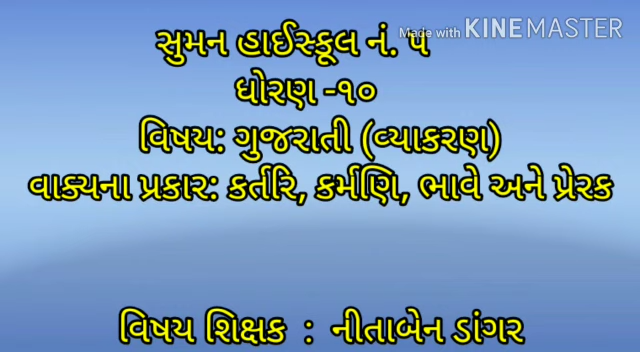 સુમન હાઈસ્કૂલ નં. ૫
Made with KINEMASTER
ધોરણ -૧૦
વિષય: ગુજરાતી (વ્યાકરણ)
વાક્યના પ્રકાર: કર્તરિ, કર્મણિ, ભાવે અને પ્રેરક
વિષય શિક્ષક : નીતાબેન ડાંગર